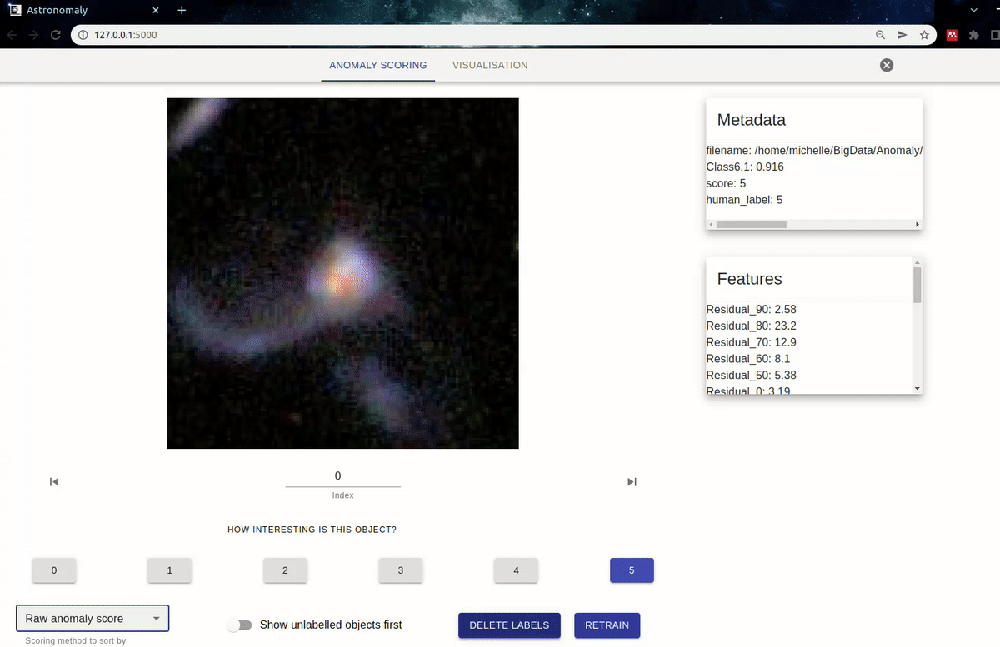 Astronomaly
127.0.0.1:5000
ANOMALY SCORING VISUALISATION
Metadata
filename: /home/michelle/BigData/Anomaly/
Class6.1: 0.916
score: 5
human_label: 5
Features
Residual_90: 2.58
Residual_80: 23.2
Residual_70: 12.9
Residual_60: 8.1
Residual_50: 5.38
Residual_0: 3.19
0
Index
HOW INTERESTING IS THIS OBJECT?
0 1 2 3 4 5
Raw anomaly score
Scoring method to sort by
Show unlabelled objects first
DELETE LABELS
RETRAIN